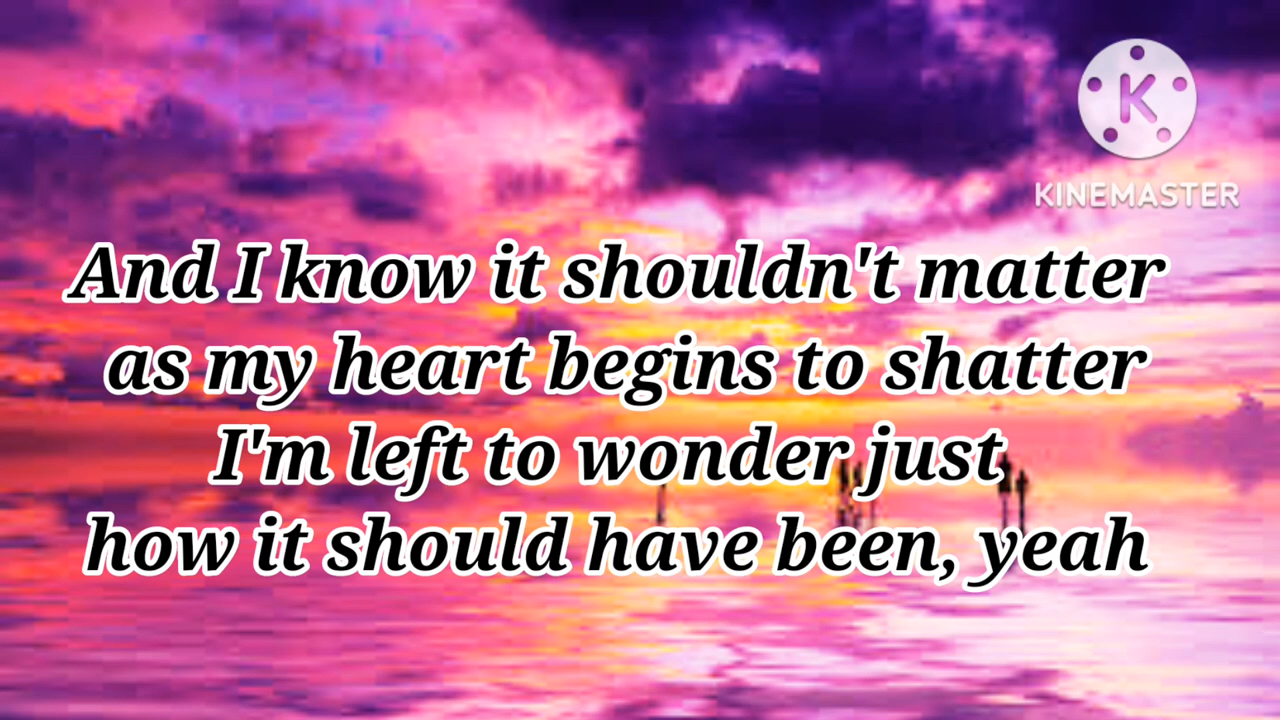 K
KINEMASTER
And I know it shouldn't matter
as my heart begins to shatter
I'm left to wonder just
how it should have been, yeah